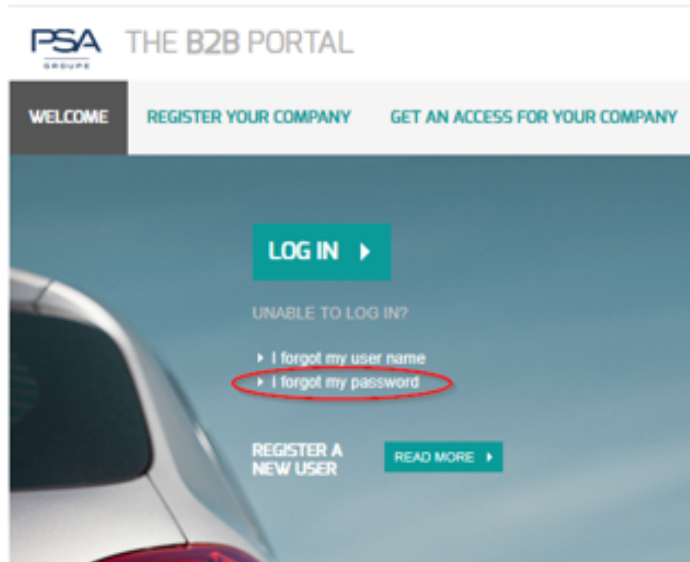 PSA THE B2B PORTAL
GROUPE
WELCOME REGISTER YOUR COMPANY GET AN ACCESS FOR YOUR COMPANY
LOG IN
UNABLE TO LOG IN?
I forgot my user name
I forgot my password
REGISTER A
NEW USER
READ MORE